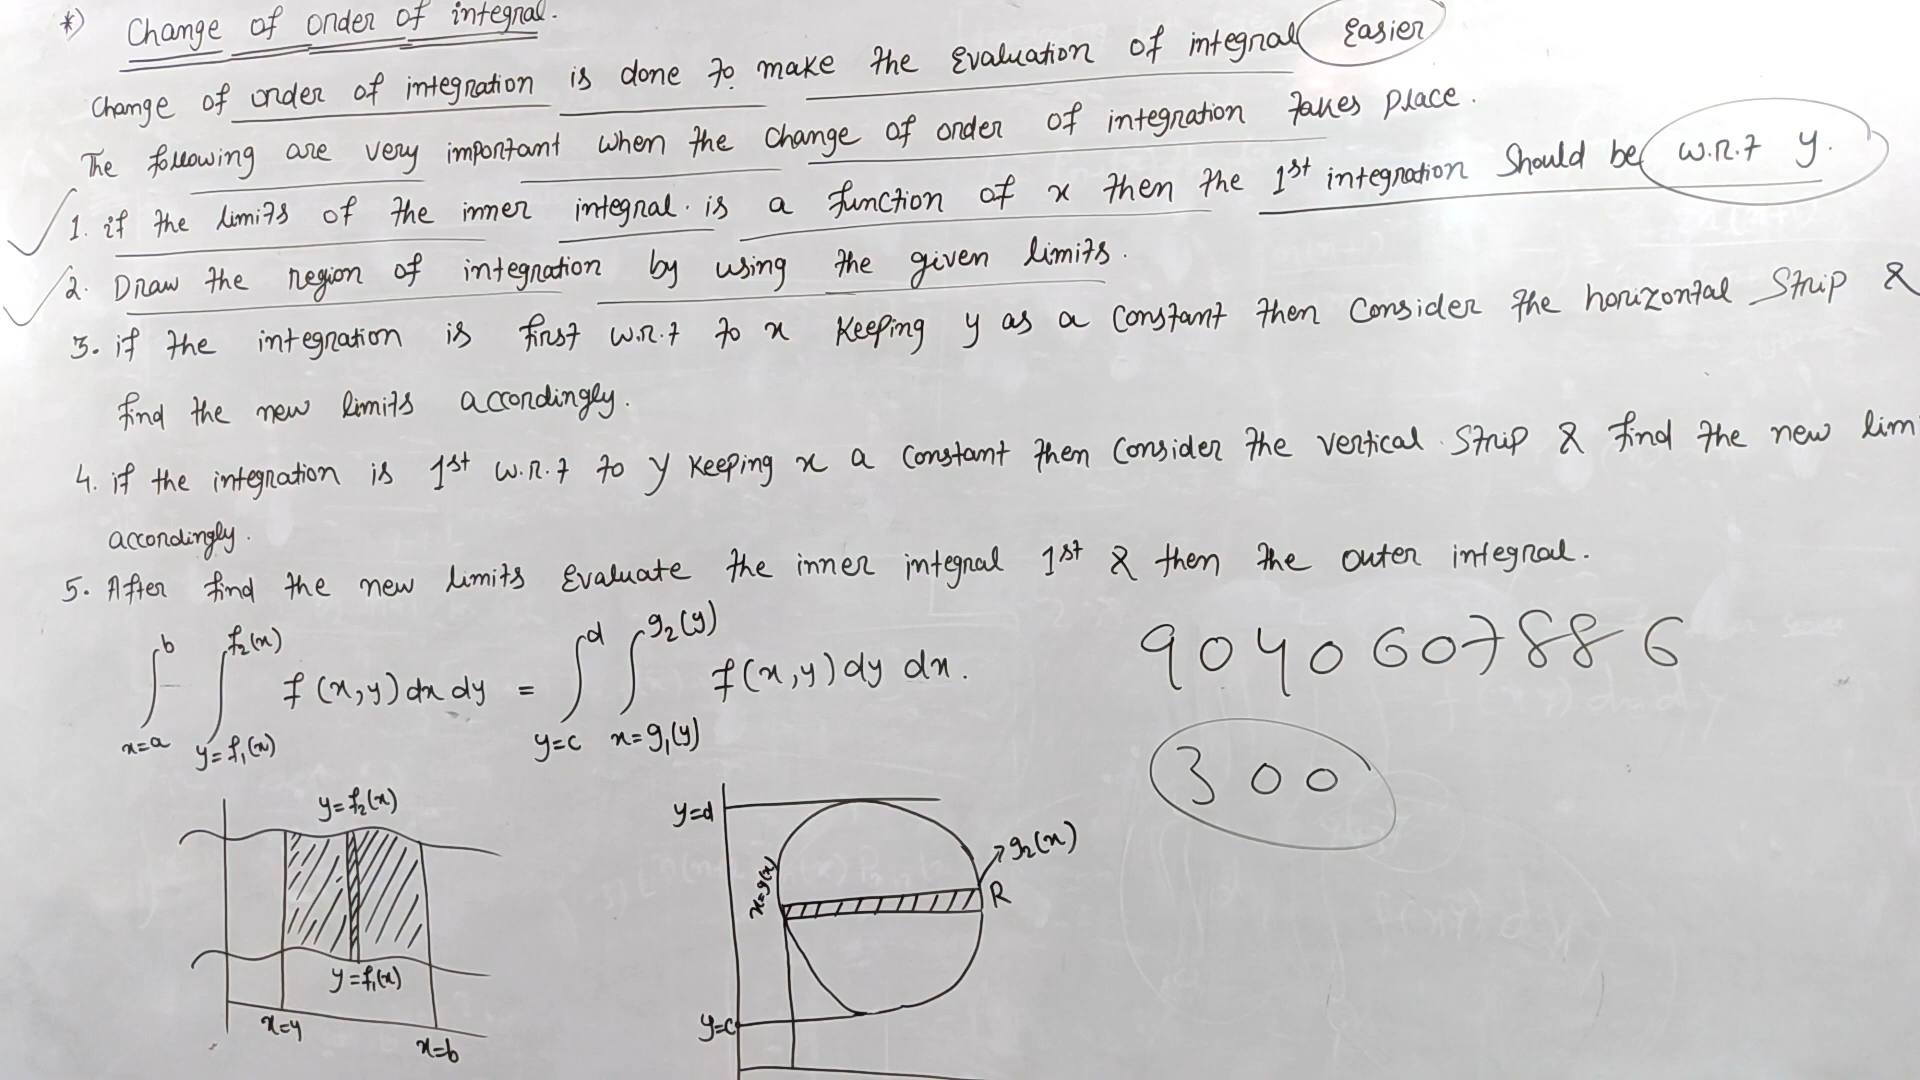 *) Change of order of integral.
Change of order of integration is done to make the Evaluation of integral Easier
The following are very important when the change of order of integration takes place.
1. if the limits of the inner integral is a function of x then the 1st integration should be w.r.t y.
2. Draw the region of integration by using the given limits.
3. if the integration is first w.r.t to x keeping y as a constant then consider the horizontal strip &
find the new limits accordingly.
4. if the integration is 1st w.r.t to y keeping x a constant then consider the vertical strip & find the new lim
accordingly.
5. After find the new limits Evaluate the inner integral 1st & then the outer integral.
∫_{x=a}^{b} ∫_{y=f₁(x)}^{f₂(x)} f(x,y) dx dy = ∫_{y=c}^{d} ∫_{x=g₁(y)}^{g₂(y)} f(x,y) dy dx.
9040607886
300
y=f₂(x)
y=f₁(x)
x=y
x=b
y=d
x=g(x)
g₂(x)
R
y=c